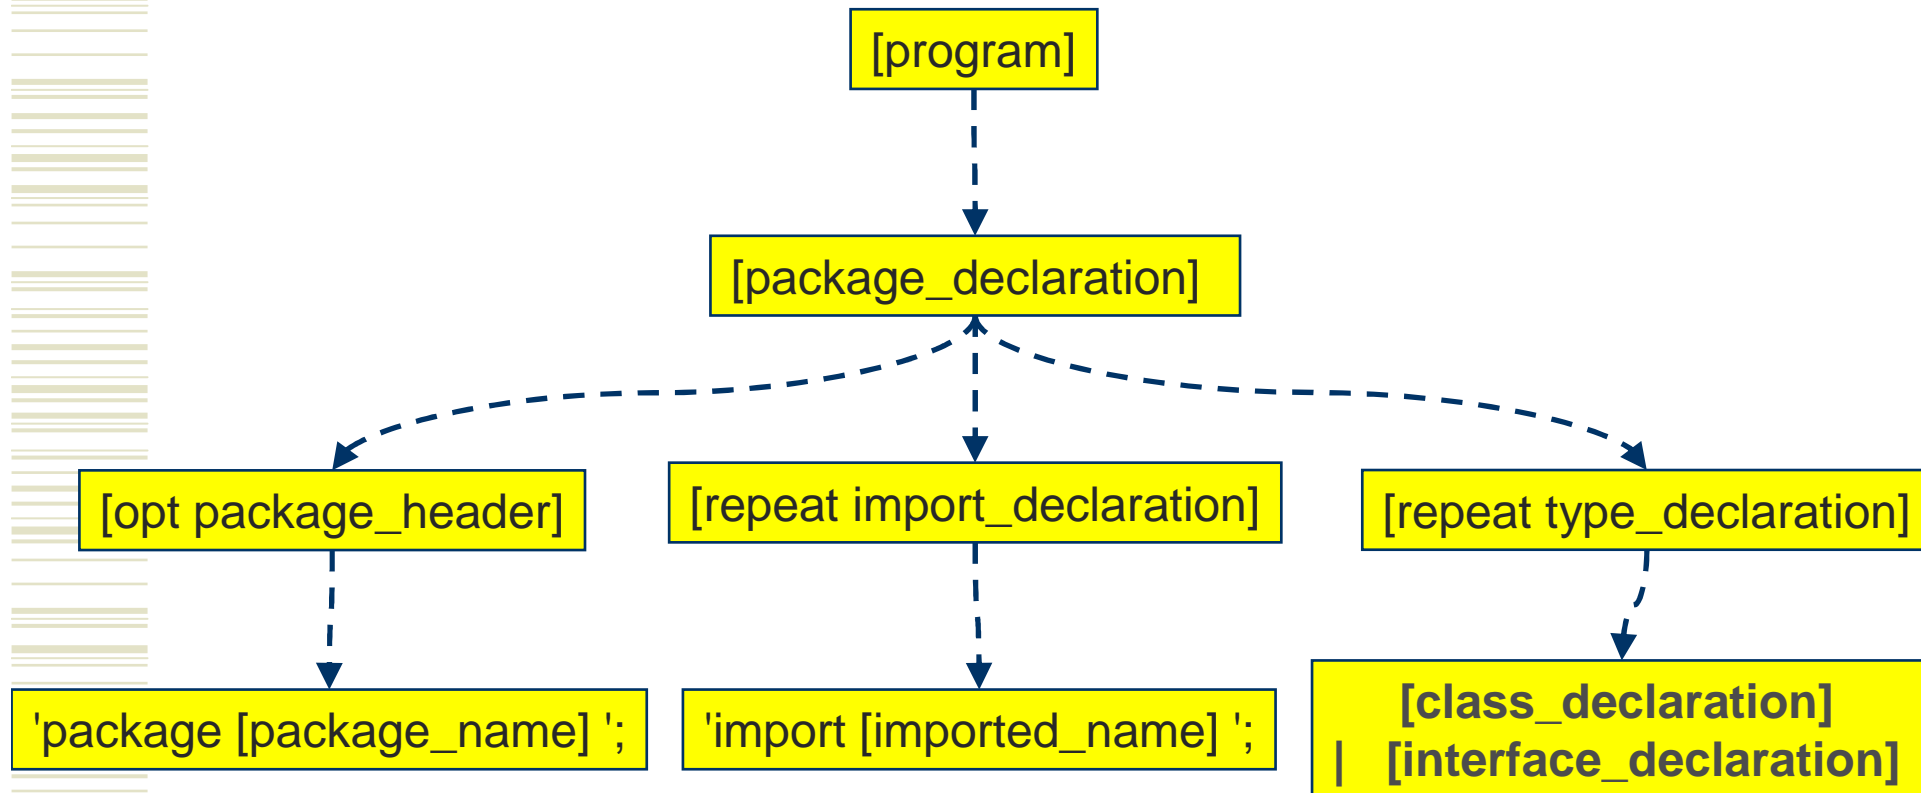 [program]
[package_declaration]
[opt package_header]
[repeat import_declaration]
[repeat type_declaration]
'package [package_name] ';
'import [imported_name] ';
[class_declaration]
| [interface_declaration]